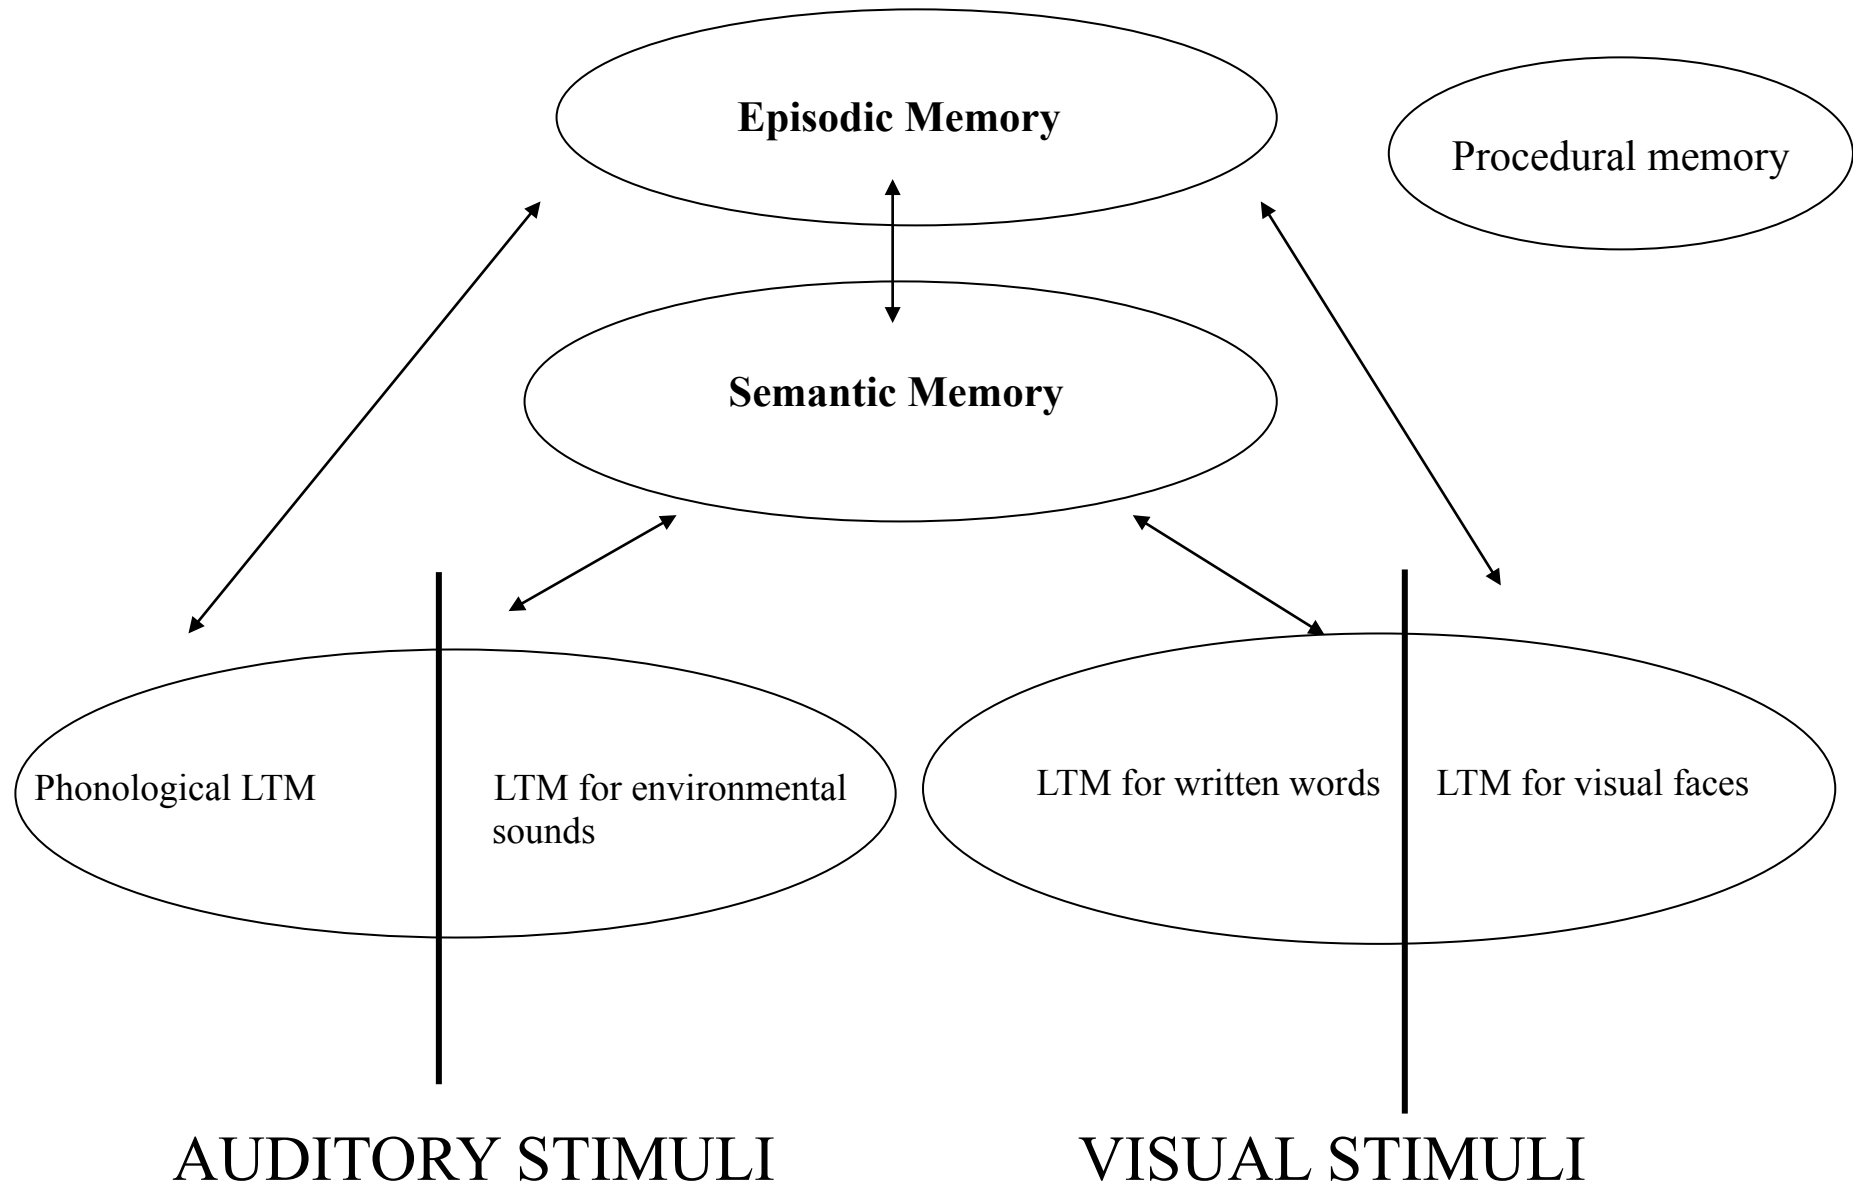 Episodic Memory
Procedural memory
Semantic Memory
Phonological LTM
LTM for environmental
sounds
LTM for written words
LTM for visual faces
AUDITORY STIMULI
VISUAL STIMULI